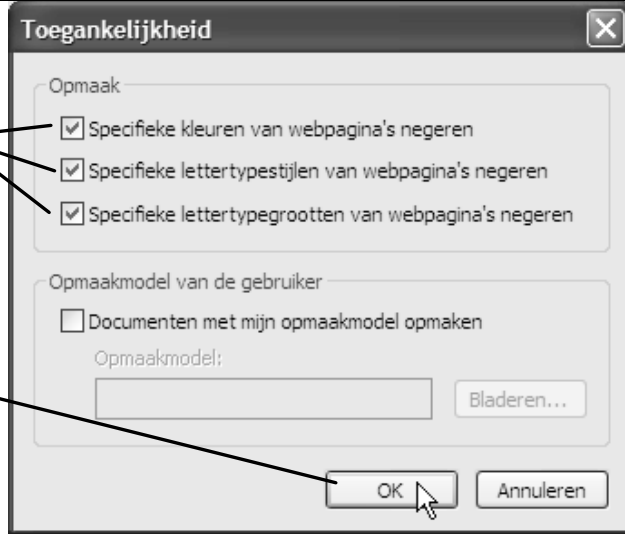 Toegankelijkheid
Opmaak
Specifieke kleuren van webpagina's negeren
Specifieke lettertypestijlen van webpagina's negeren
Specifieke lettertypegrootten van webpagina's negeren
Opmaakmodel van de gebruiker
Documenten met mijn opmaakmodel opmaken
Opmaakmodel:
Bladeren...
OK Annuleren